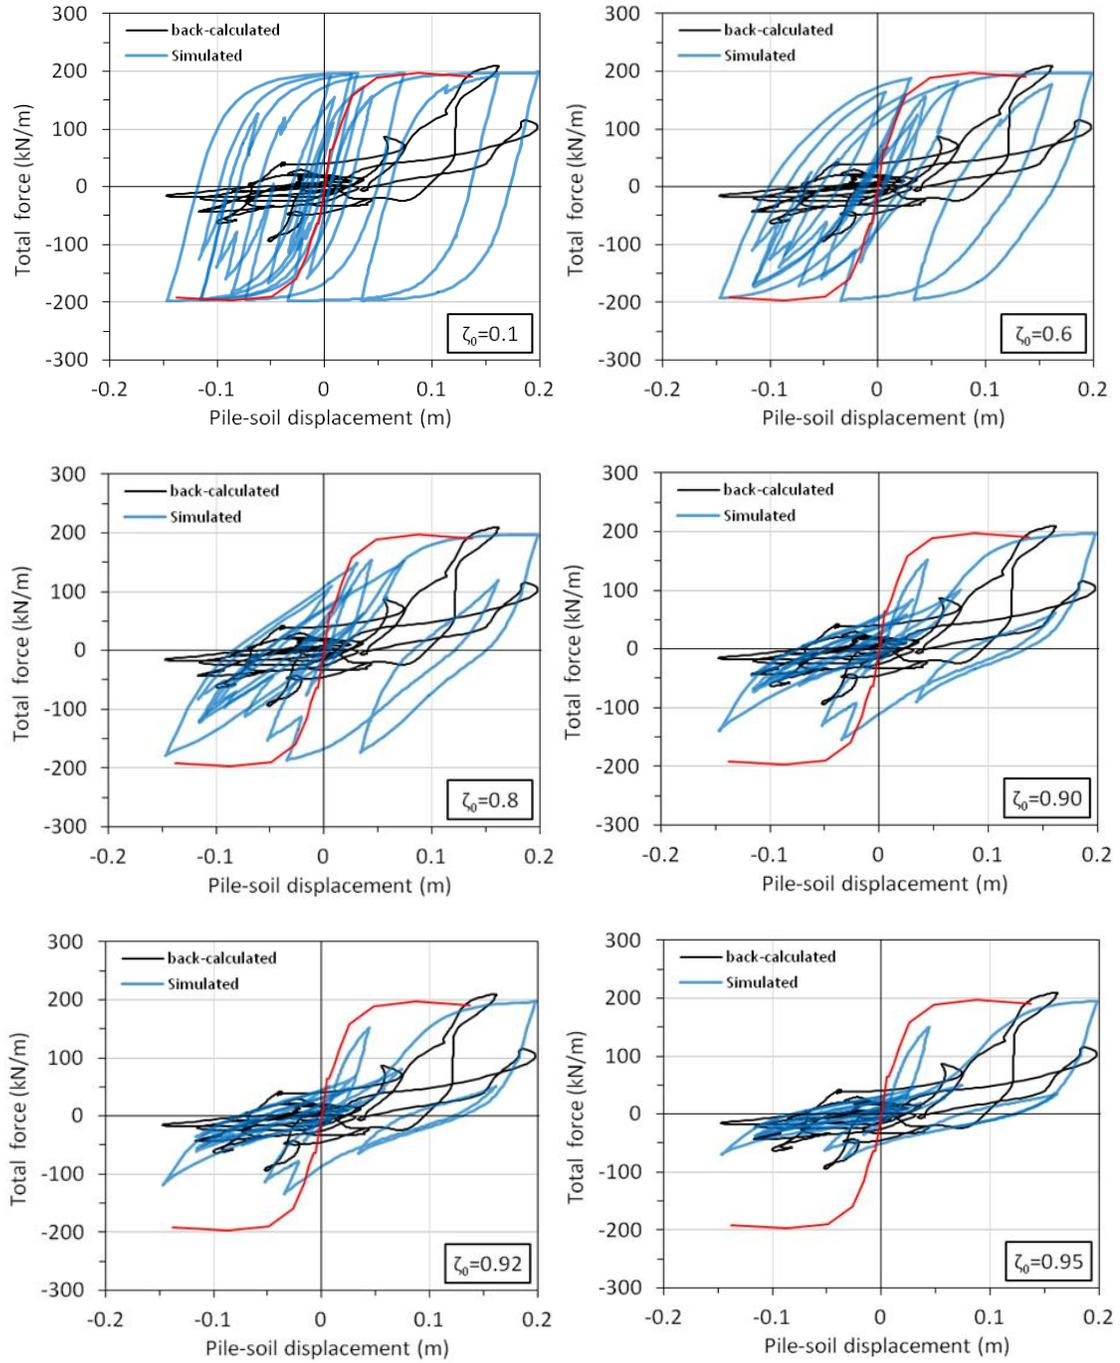 300
200
100
0
-100
-200
-300
-0.2 -0.1 0 0.1 0.2
Total force (kN/m)
Pile-soil displacement (m)
back-calculated
Simulated
ζ0=0.1
300
200
100
0
-100
-200
-300
-0.2 -0.1 0 0.1 0.2
Total force (kN/m)
Pile-soil displacement (m)
back-calculated
Simulated
ζ0=0.6
300
200
100
0
-100
-200
-300
-0.2 -0.1 0 0.1 0.2
Total force (kN/m)
Pile-soil displacement (m)
back-calculated
Simulated
ζ0=0.8
300
200
100
0
-100
-200
-300
-0.2 -0.1 0 0.1 0.2
Total force (kN/m)
Pile-soil displacement (m)
back-calculated
Simulated
ζ0=0.90
300
200
100
0
-100
-200
-300
-0.2 -0.1 0 0.1 0.2
Total force (kN/m)
Pile-soil displacement (m)
back-calculated
Simulated
ζ0=0.92
300
200
100
0
-100
-200
-300
-0.2 -0.1 0 0.1 0.2
Total force (kN/m)
Pile-soil displacement (m)
back-calculated
Simulated
ζ0=0.95